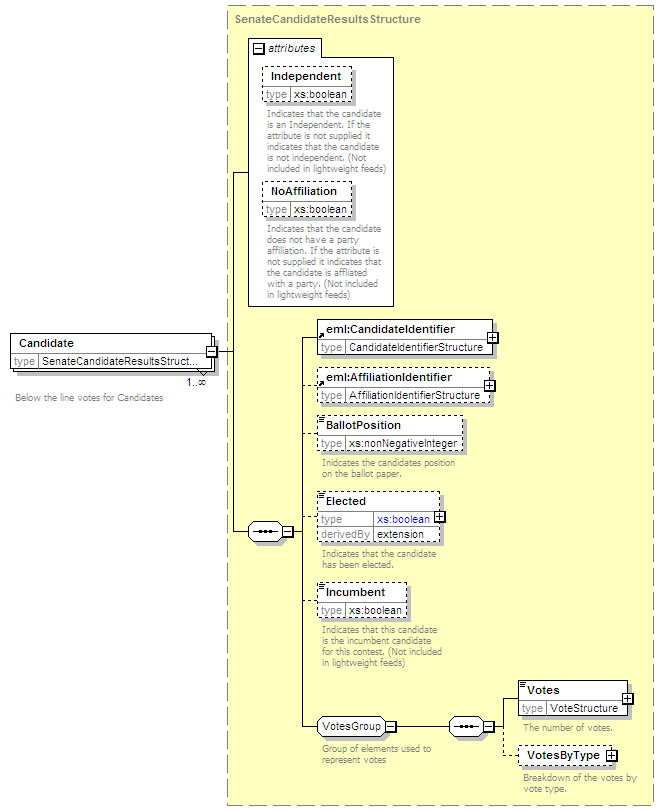 SenateCandidateResultsStructure
attributes
Independent
type xs:boolean
Indicates that the candidate
is an Independent. If the
attribute is not supplied it
indicates that the candidate
is not independent. (Not
included in lightweight feeds)
NoAffiliation
type xs:boolean
Indicates that the candidate
does not have a party
affiliation. If the attribute is
not supplied it indicates that
the candidate is affliated
with a party. (Not included
in lightweight feeds)
Candidate
type SenateCandidateResultsStruct...
1..∞
Below the line votes for Candidates
eml:CandidateIdentifier
type CandidateIdentifierStructure
eml:AffiliationIdentifier
type AffiliationIdentifierStructure
BallotPosition
type xs:nonNegativeInteger
Inidcates the candidates position
on the ballot paper.
Elected
type xs:boolean
derivedBy extension
Indicates that the candidate
has been elected.
Incumbent
type xs:boolean
Indicates that this candidate
is the incumbent candidate
for this contest. (Not included
in lightweight feeds)
VotesGroup
Group of elements used to
represent votes
Votes
type VoteStructure
The number of votes.
VotesByType
Breakdown of the votes by
vote type.